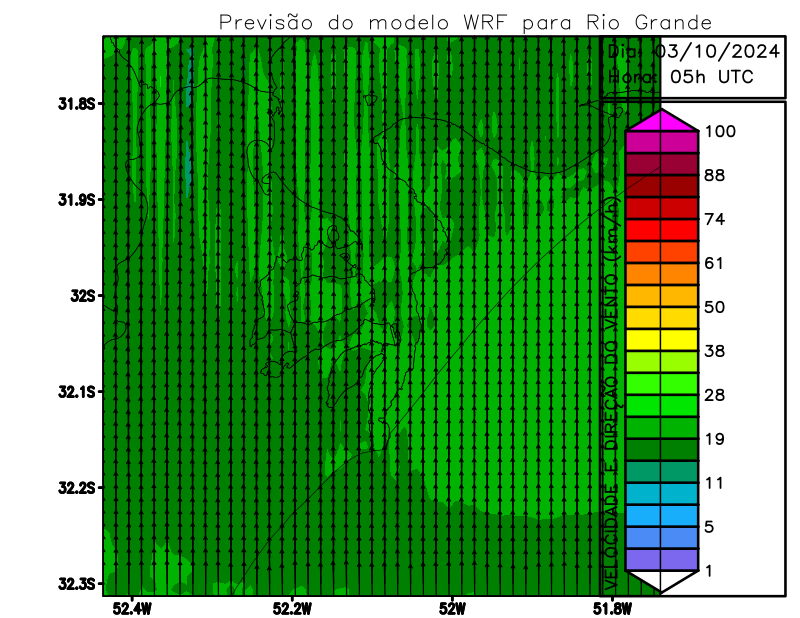 Previsão do modelo WRF para Rio Grande
Dia: 03/10/2024
Hora: 05h UTC
31.8S
31.9S
32S
32.1S
32.2S
32.3S
52.4W
52.2W
52W
51.8W
VELOCIDADE E DIREÇÃO DO VENTO (km/h)
100
88
74
61
50
38
28
19
11
5
1